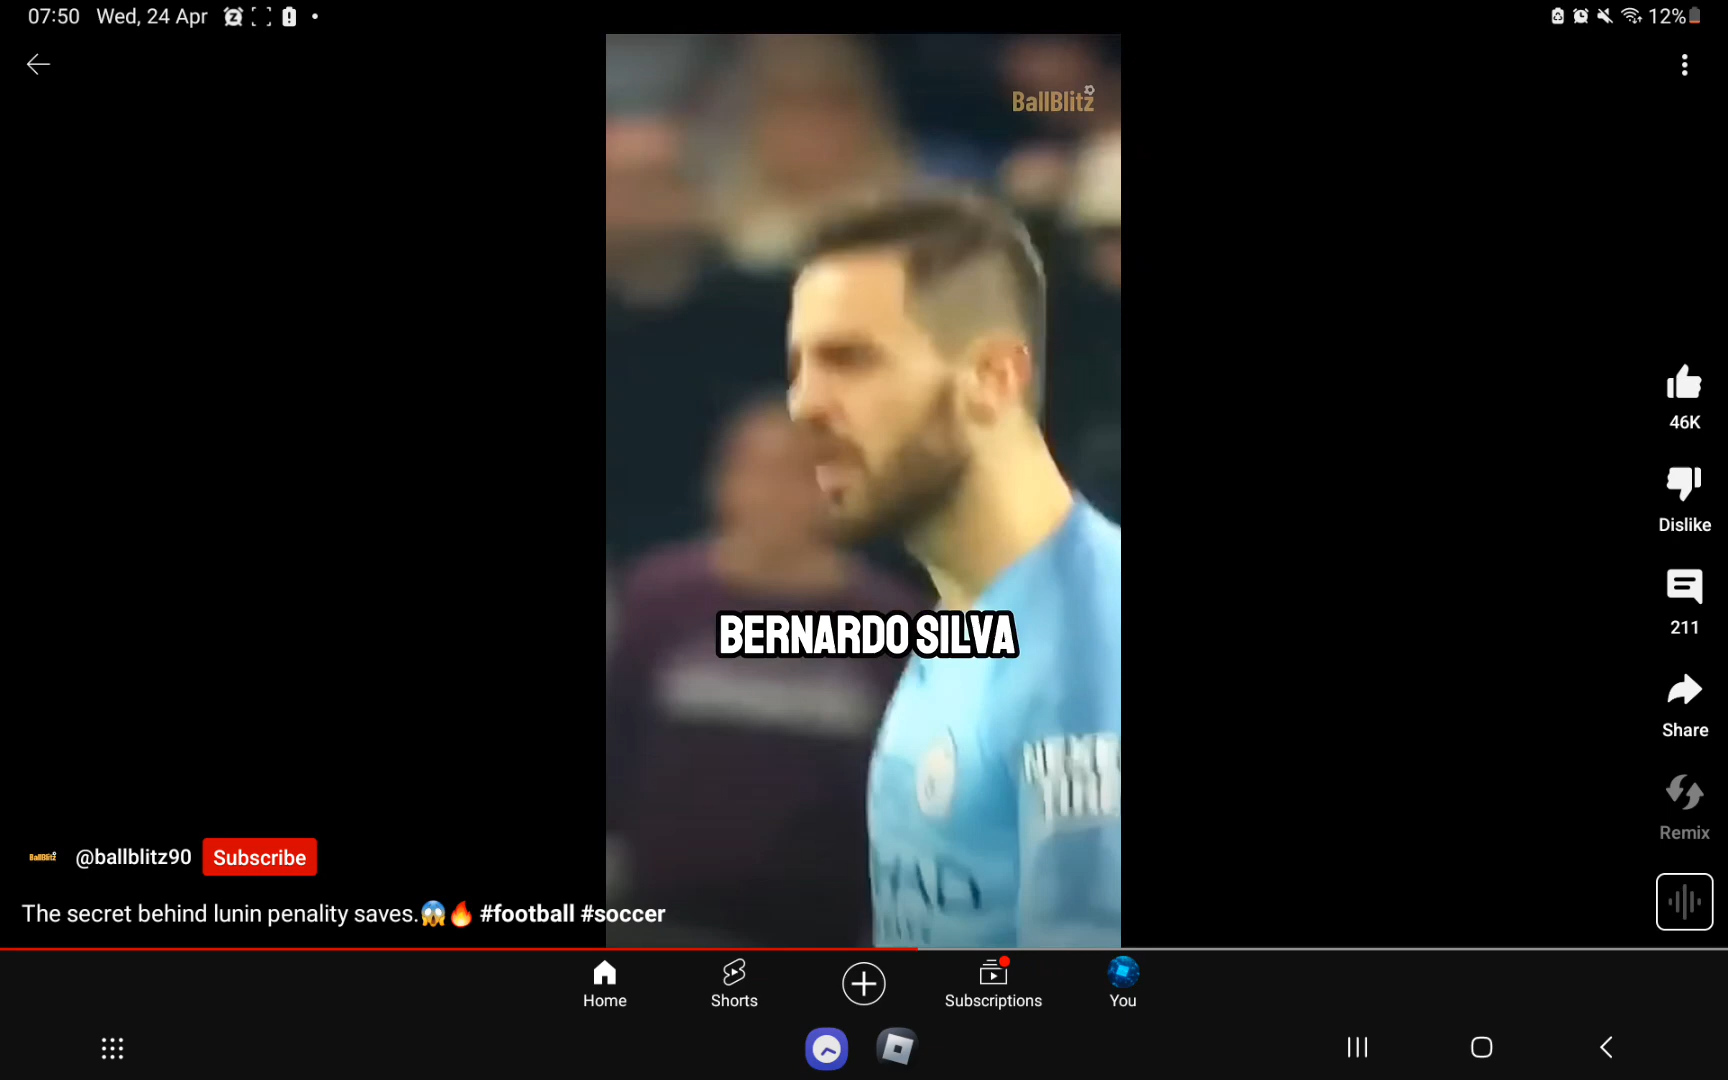 07:50 Wed, 24 Apr
12%
BallBlitz
BERNARDO SILVA
46K
Dislike
211
Share
Remix
BallBlitz @ballblitz90 Subscribe
The secret behind lunin penality saves.😱🔥 #football #soccer
Home Shorts Subscriptions You